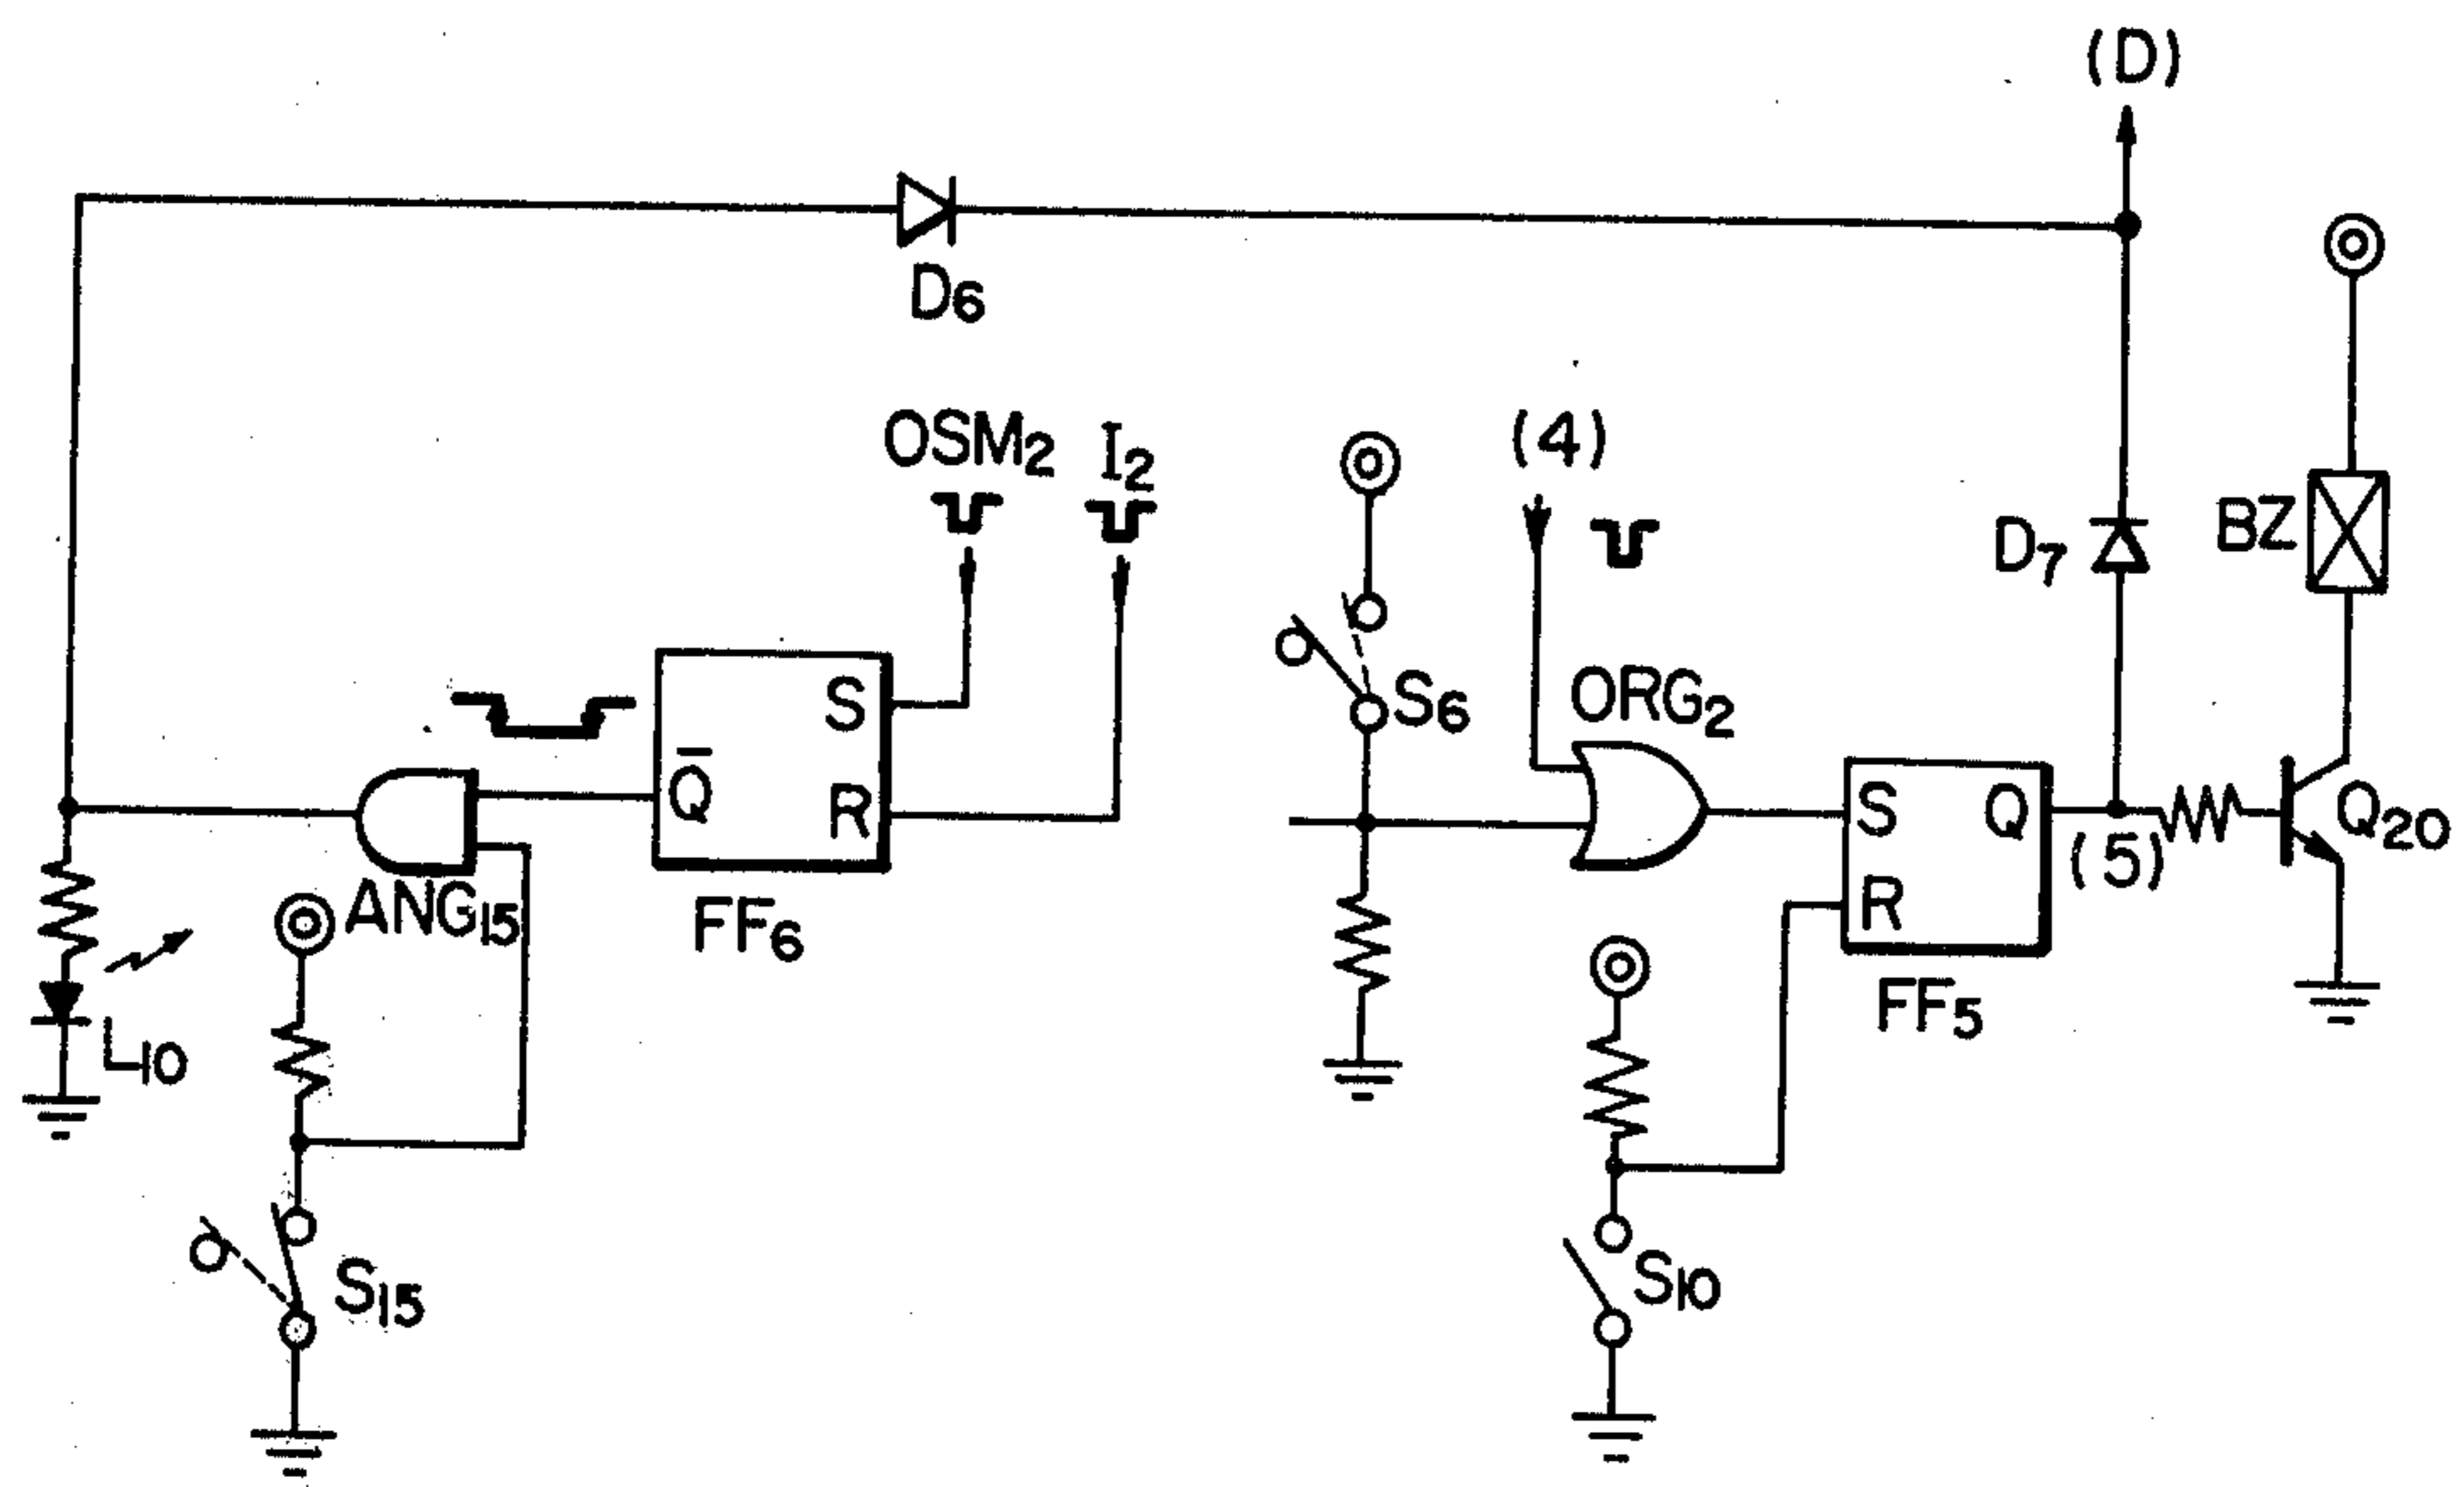 (D)
D6
OSM2
I2
(4)
D7
BZ
S6
ORG2
S
Q̅
R
S
Q
R
Q20
(5)
ANG15
FF6
FF5
L10
S15
S10